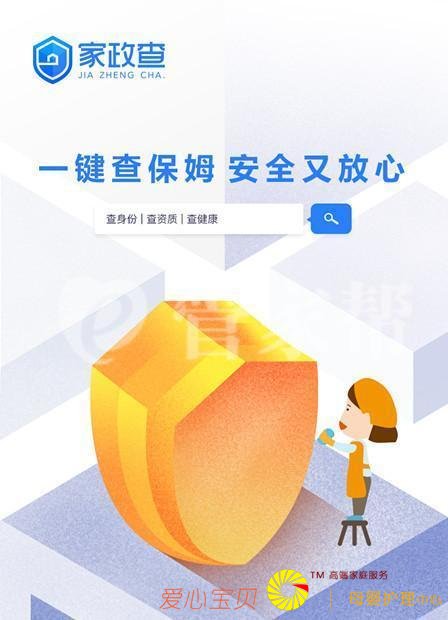 家政查
JIA ZHENG CHA.
一键查保姆 安全又放心
查身份 | 查资质 | 查健康
管家帮
爱心宝贝
TM 高端家庭服务
母婴护理